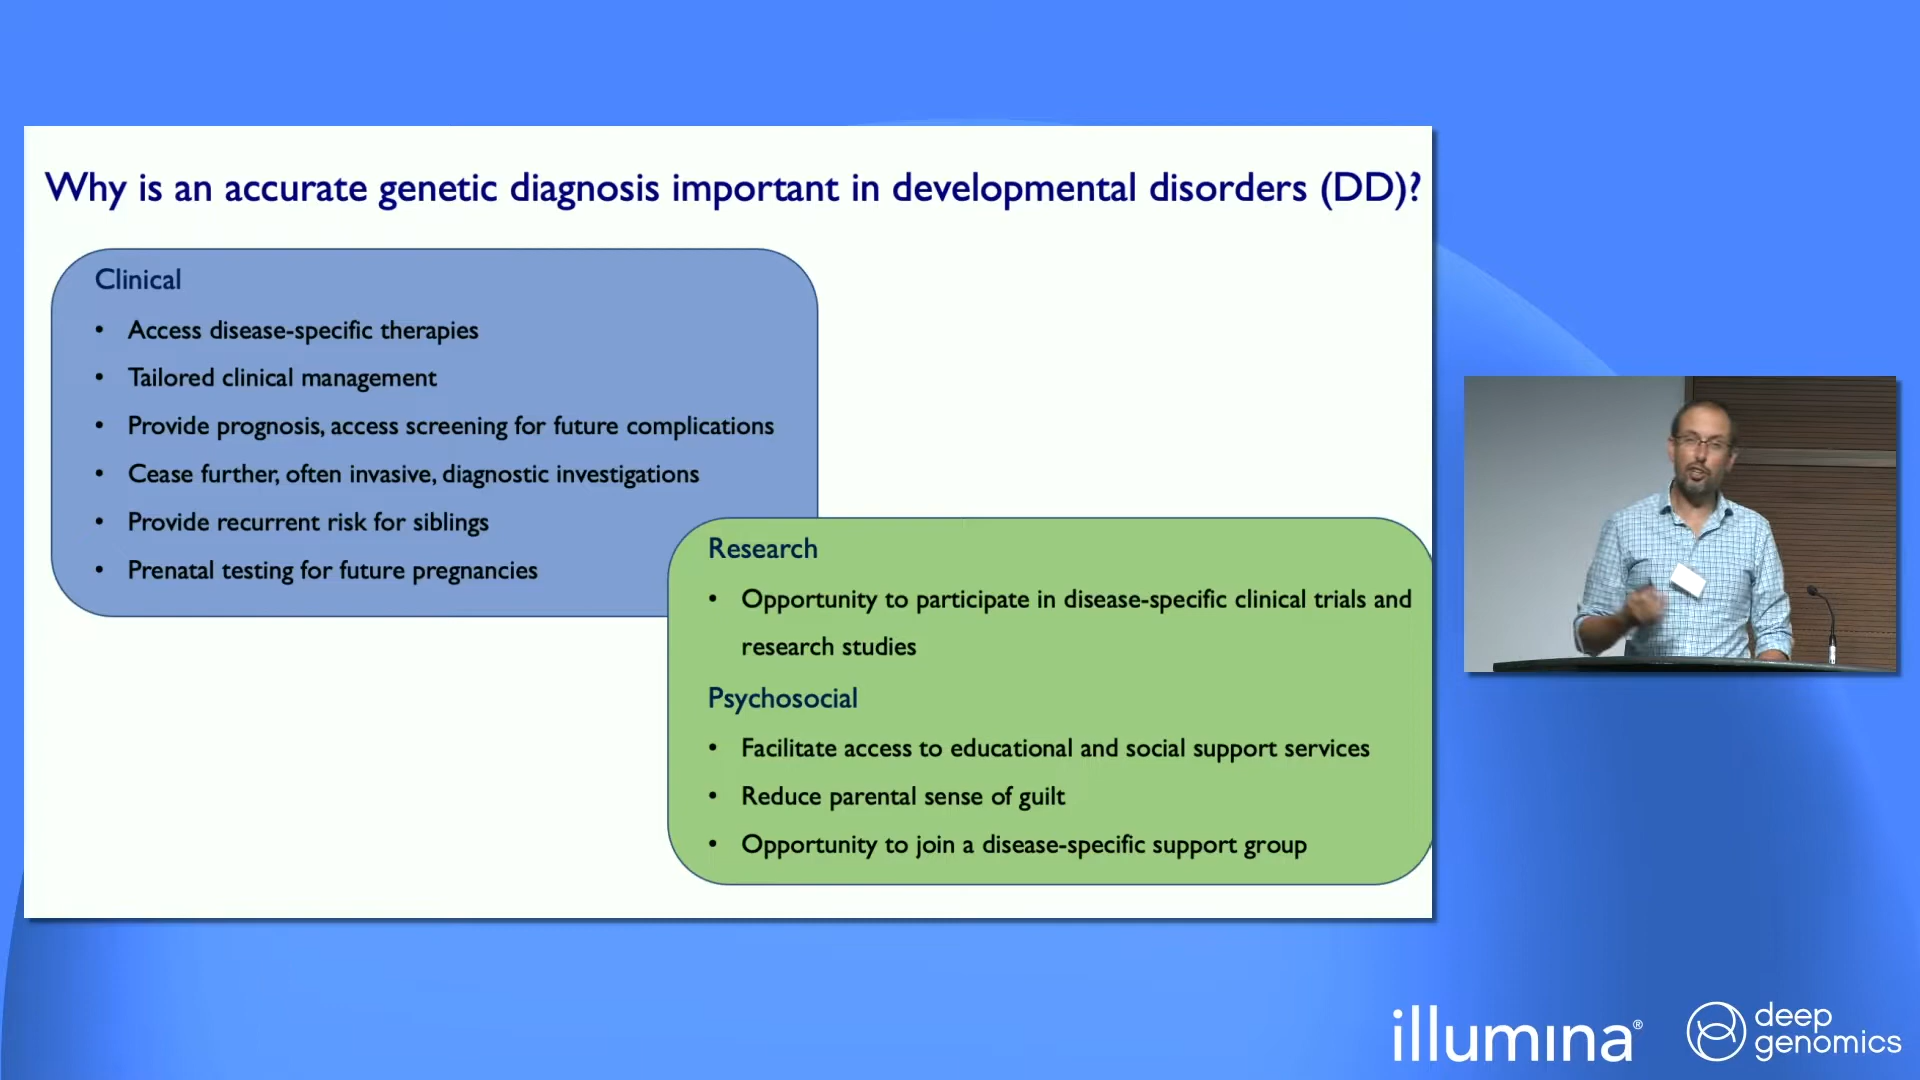 Why is an accurate genetic diagnosis important in developmental disorders (DD)?
Clinical
• Access disease-specific therapies
• Tailored clinical management
• Provide prognosis, access screening for future complications
• Cease further, often invasive, diagnostic investigations
• Provide recurrent risk for siblings
• Prenatal testing for future pregnancies
Research
• Opportunity to participate in disease-specific clinical trials and
research studies
Psychosocial
• Facilitate access to educational and social support services
• Reduce parental sense of guilt
• Opportunity to join a disease-specific support group
illumına®
deep
genomics